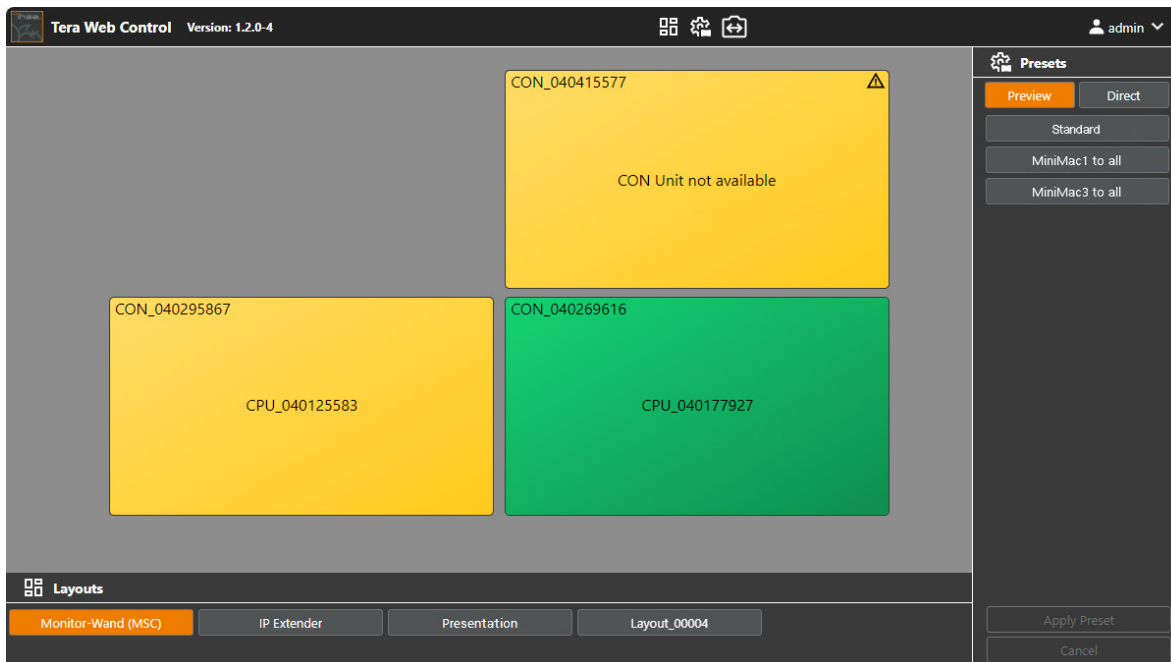 Tera Web Control Version: 1.2.0-4
admin
CON_040415577
CON Unit not available
CON_040295867
CPU_040125583
CON_040269616
CPU_040177927
Presets
Preview Direct
Standard
MiniMac1 to all
MiniMac3 to all
Apply Preset
Cancel
Layouts
Monitor-Wand (MSC) IP Extender Presentation Layout_00004